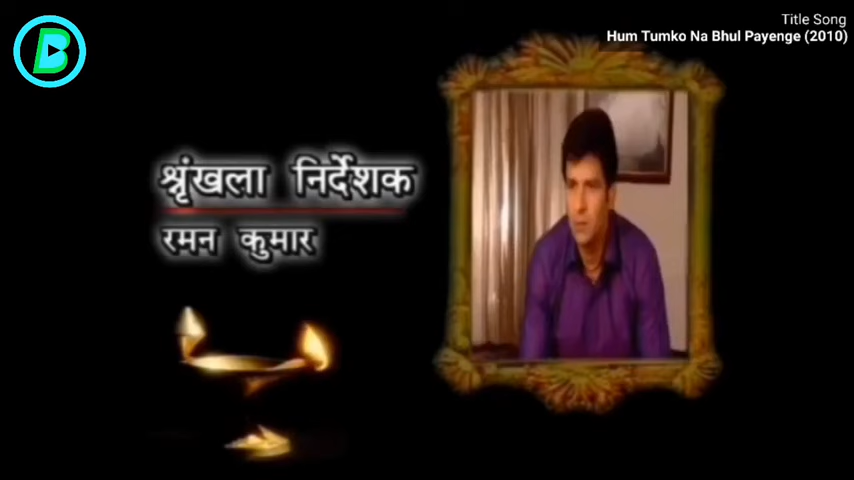 Title Song
Hum Tumko Na Bhul Payenge (2010)
श्रृंखला निर्देशक
रमन कुमार
B